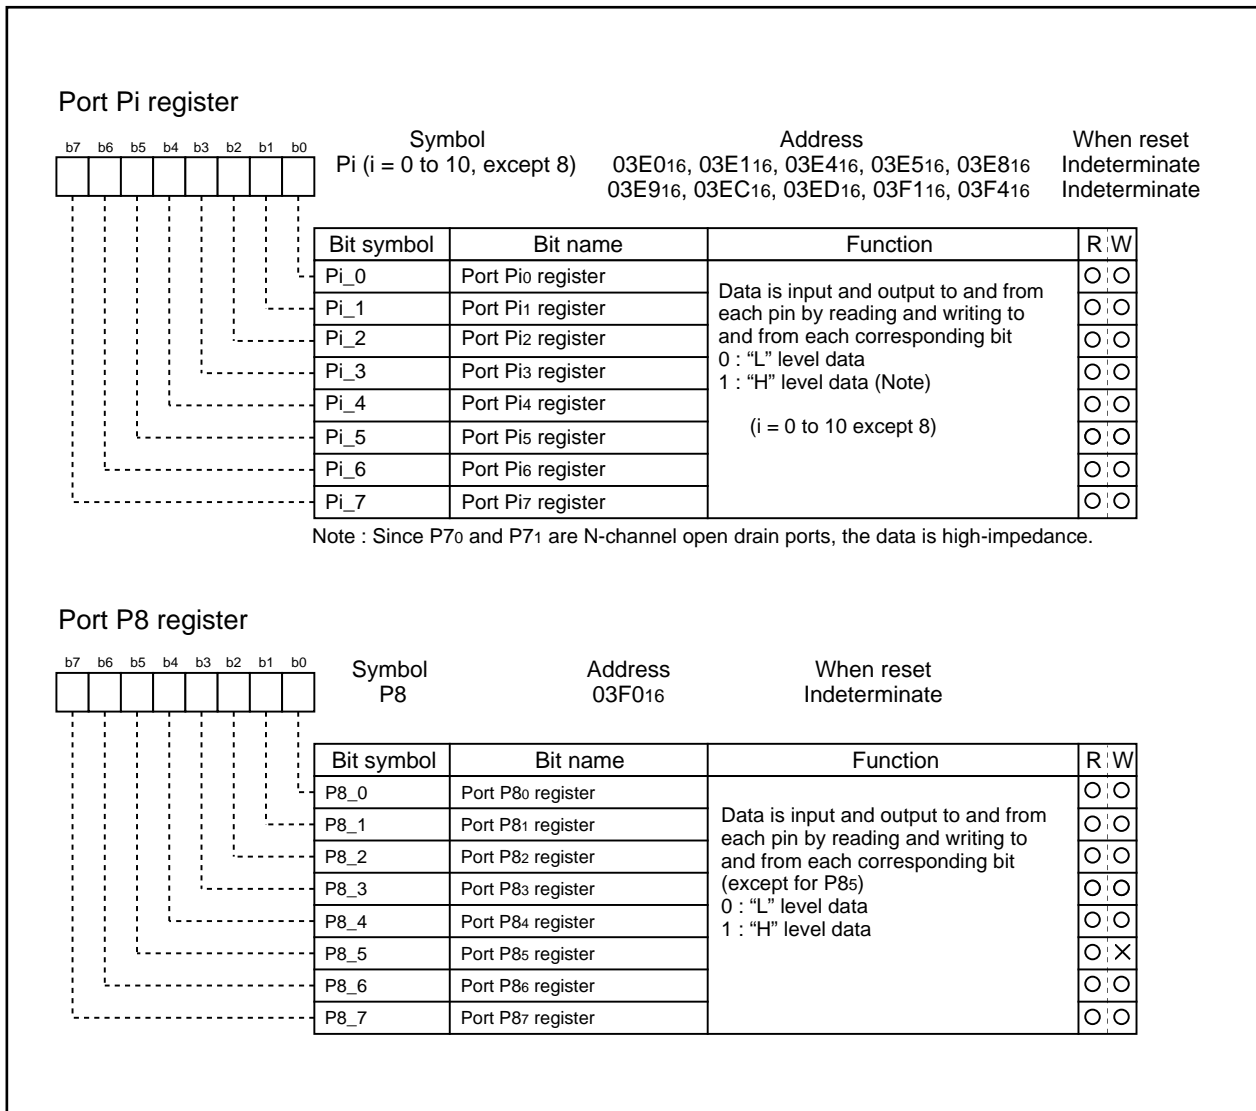 Port Pi register
b7 b6 b5 b4 b3 b2 b1 b0
Symbol Address When reset
Pi (i = 0 to 10, except 8) 03E016, 03E116, 03E416, 03E516, 03E816 Indeterminate
03E916, 03EC16, 03ED16, 03F116, 03F416 Indeterminate
Bit symbol Bit name Function R W
Pi_0 Port Pi0 register
Pi_1 Port Pi1 register
Pi_2 Port Pi2 register
Pi_3 Port Pi3 register
Pi_4 Port Pi4 register
Pi_5 Port Pi5 register
Pi_6 Port Pi6 register
Pi_7 Port Pi7 register
Data is input and output to and from
each pin by reading and writing to
and from each corresponding bit
0 : “L” level data
1 : “H” level data (Note)
(i = 0 to 10 except 8)
Note : Since P70 and P71 are N-channel open drain ports, the data is high-impedance.
Port P8 register
b7 b6 b5 b4 b3 b2 b1 b0
Symbol Address When reset
P8 03F016 Indeterminate
Bit symbol Bit name Function R W
P8_0 Port P80 register
P8_1 Port P81 register
P8_2 Port P82 register
P8_3 Port P83 register
P8_4 Port P84 register
P8_5 Port P85 register
P8_6 Port P86 register
P8_7 Port P87 register
Data is input and output to and from
each pin by reading and writing to
and from each corresponding bit
(except for P85)
0 : “L” level data
1 : “H” level data